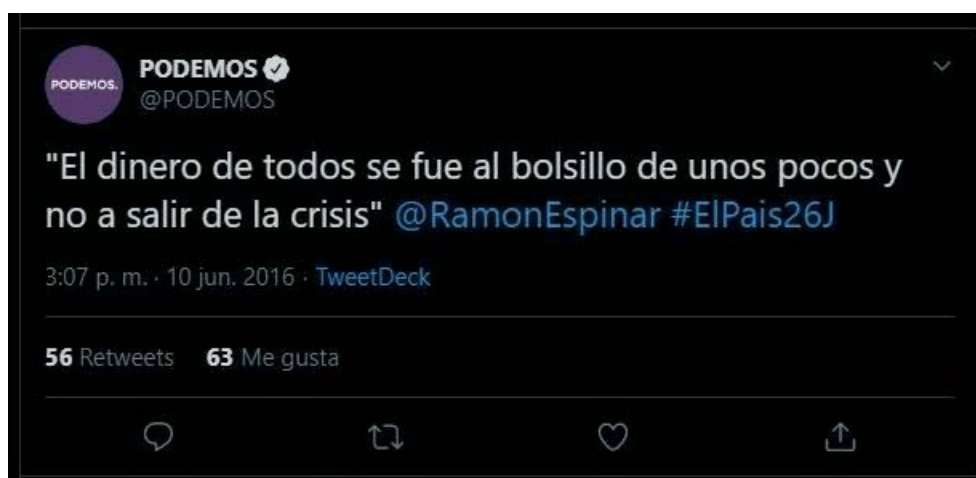 PODEMOS.
PODEMOS
@PODEMOS
"El dinero de todos se fue al bolsillo de unos pocos y
no a salir de la crisis" @RamonEspinar #ElPais26J
3:07 p. m. · 10 jun. 2016 · TweetDeck
56 Retweets 63 Me gusta